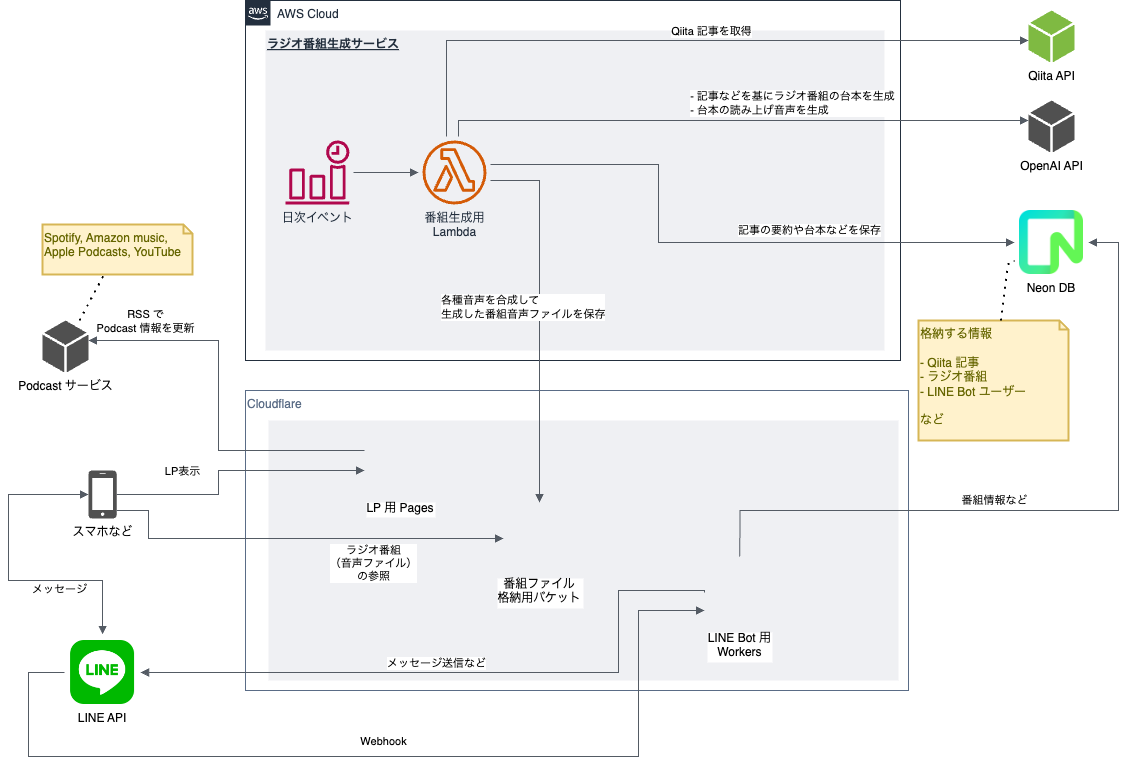 aws
AWS Cloud
ラジオ番組生成サービス
Qiita 記事を取得
Qiita API
- 記事などを基にラジオ番組の台本を生成
- 台本の読み上げ音声を生成
OpenAI API
日次イベント
番組生成用
Lambda
記事の要約や台本などを保存
Neon DB
Spotify, Amazon music,
Apple Podcasts, YouTube
各種音声を合成して
生成した番組音声ファイルを保存
RSS で
Podcast 情報を更新
Podcast サービス
格納する情報
- Qiita 記事
- ラジオ番組
- LINE Bot ユーザー
など
Cloudflare
LP表示
LP 用 Pages
スマホなど
番組情報など
ラジオ番組
（音声ファイル）
の参照
番組ファイル
格納用バケット
メッセージ
LINE Bot 用
Workers
メッセージ送信など
LINE
LINE API
Webhook